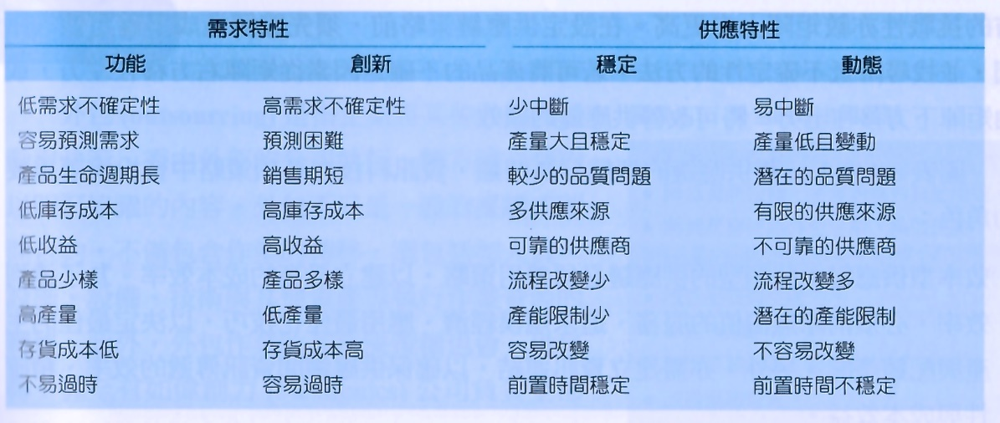 需求特性 供應特性
功能 創新 穩定 動態
低需求不確定性 高需求不確定性 少中斷 易中斷
容易預測需求 預測困難 產量大且穩定 產量低且變動
產品生命週期長 銷售期短 較少的品質問題 潛在的品質問題
低庫存成本 高庫存成本 多供應來源 有限的供應來源
低收益 高收益 可靠的供應商 不可靠的供應商
產品少樣 產品多樣 流程改變少 流程改變多
高產量 低產量 產能限制少 潛在的產能限制
存貨成本低 存貨成本高 容易改變 不容易改變
不易過時 容易過時 前置時間穩定 前置時間不穩定